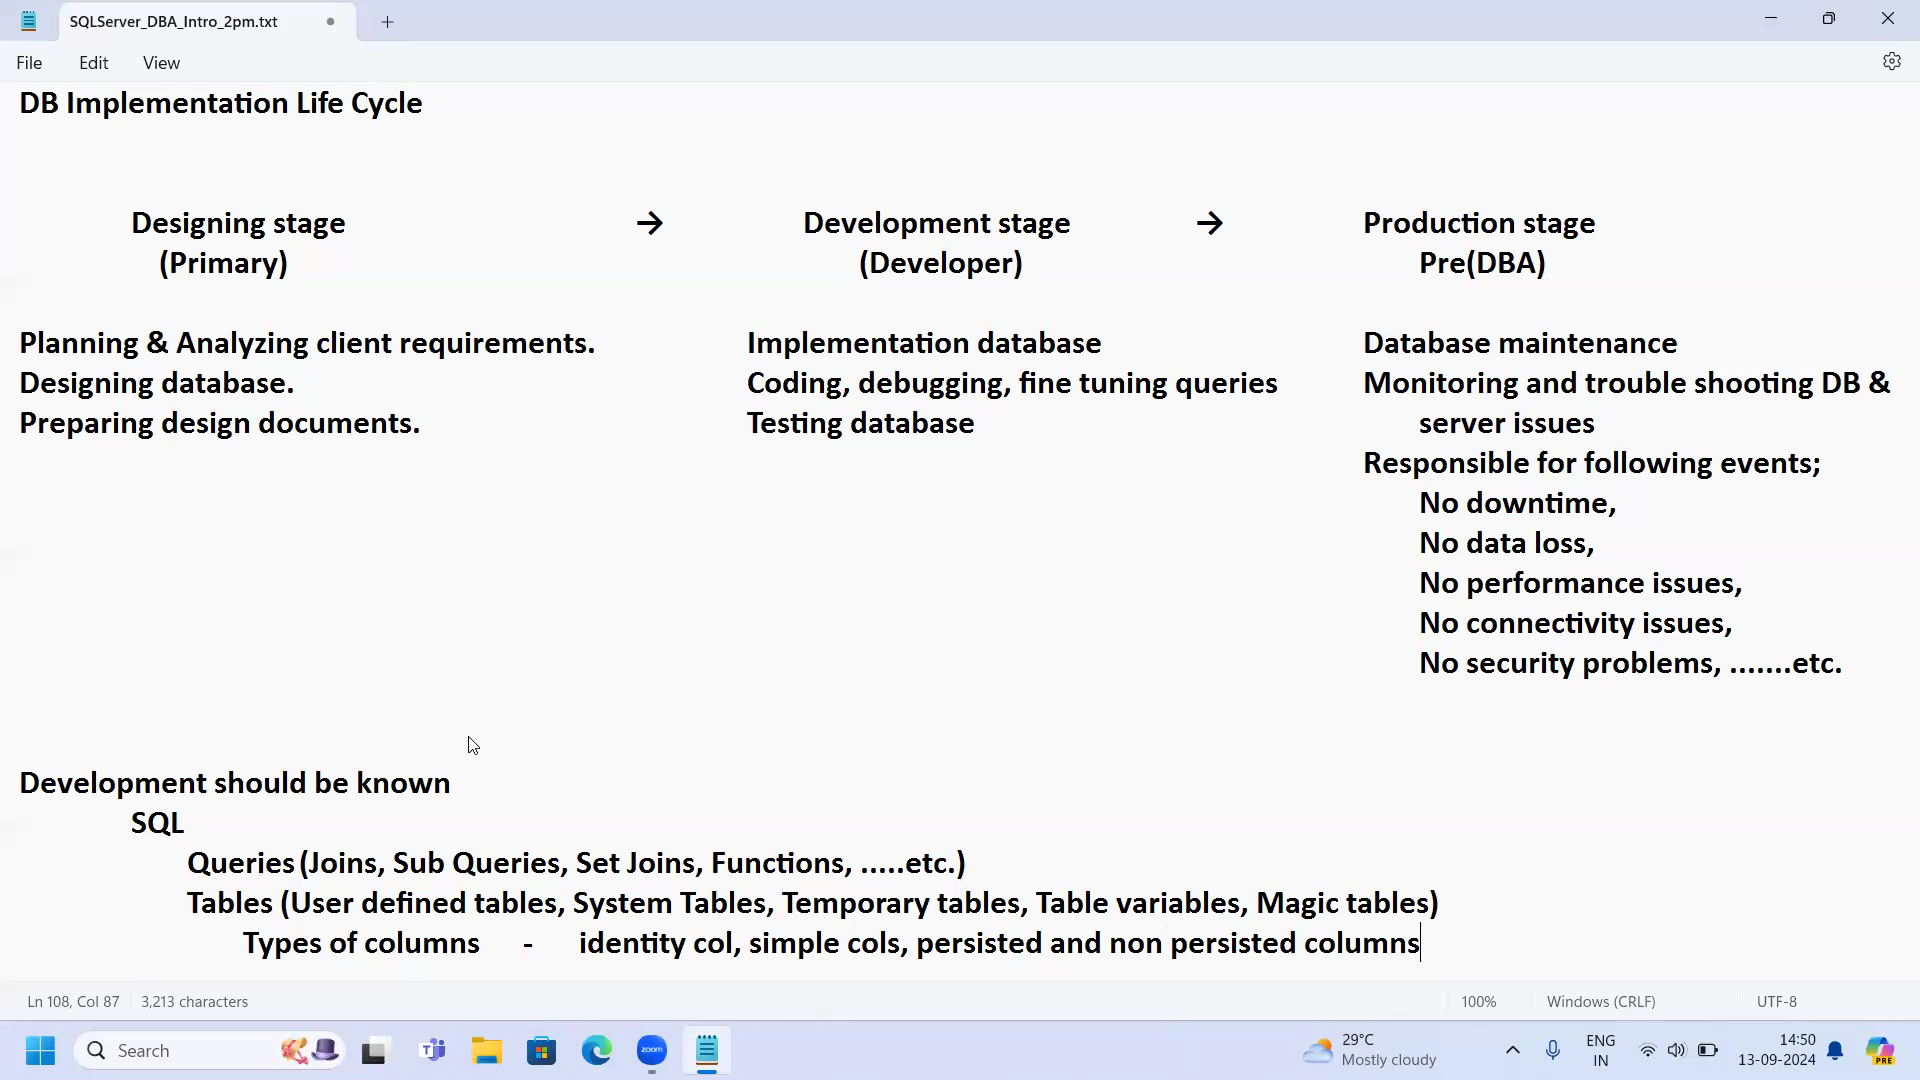 SQLServer_DBA_Intro_2pm.txt
File Edit View
DB Implementation Life Cycle
Designing stage → Development stage → Production stage
(Primary) (Developer) Pre(DBA)
Planning & Analyzing client requirements. Implementation database Database maintenance
Designing database. Coding, debugging, fine tuning queries Monitoring and trouble shooting DB &
Preparing design documents. Testing database server issues
Responsible for following events;
No downtime,
No data loss,
No performance issues,
No connectivity issues,
No security problems, .......etc.
Development should be known
SQL
Queries (Joins, Sub Queries, Set Joins, Functions, .....etc.)
Tables (User defined tables, System Tables, Temporary tables, Table variables, Magic tables)
Types of columns - identity col, simple cols, persisted and non persisted columns
Ln 108, Col 87 3,213 characters 100% Windows (CRLF) UTF-8
Search zoom 29°C ENG 14:50
Mostly cloudy IN 13-09-2024 PRE